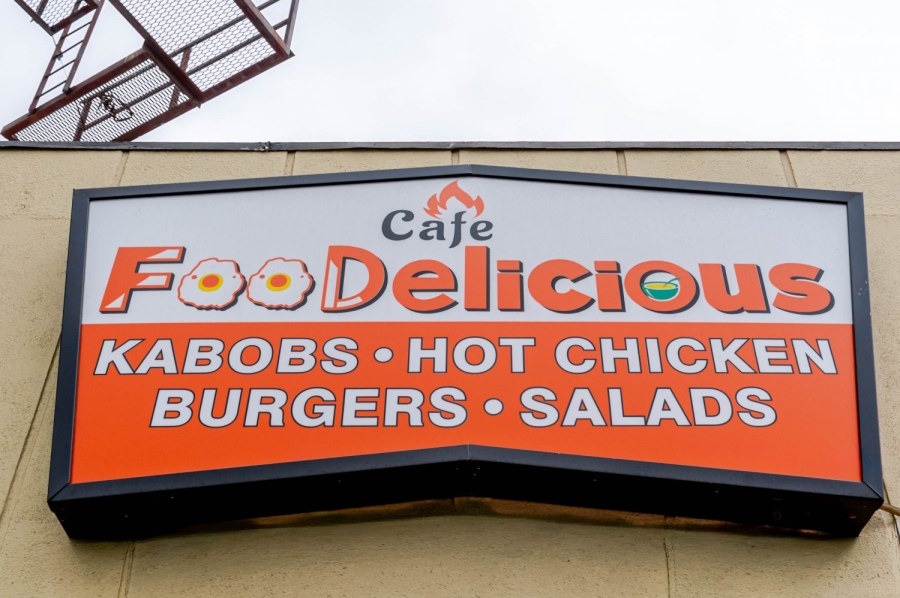 Cafe
FooDelicious
KABOBS • HOT CHICKEN
BURGERS • SALADS